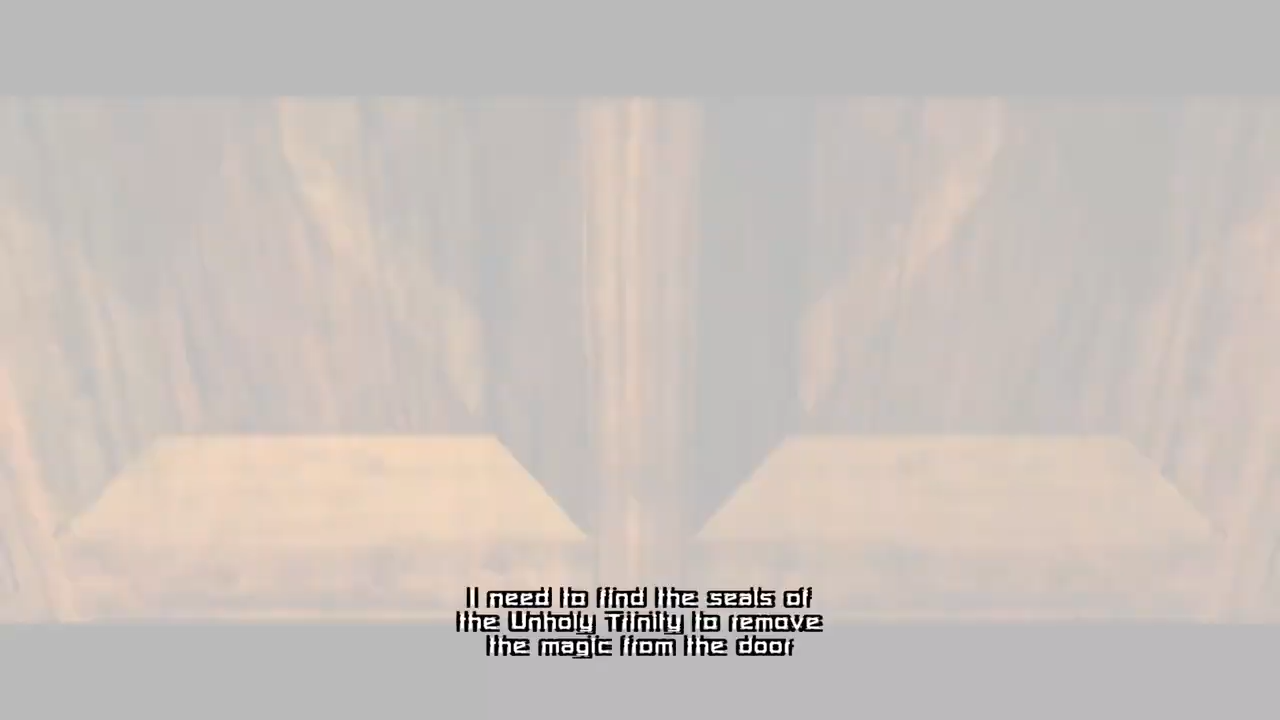 I need to find the seals of
the Unholy Trinity to remove
the magic from the door